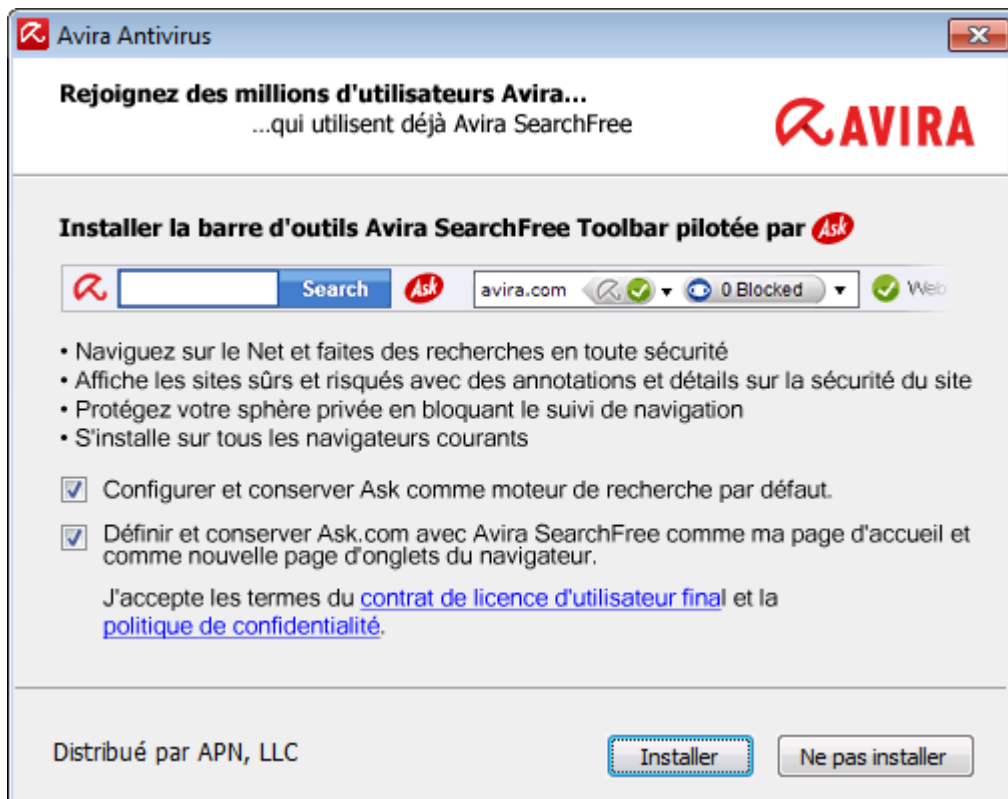 Avira Antivirus
Rejoignez des millions d'utilisateurs Avira...
...qui utilisent déjà Avira SearchFree
AVIRA
Installer la barre d'outils Avira SearchFree Toolbar pilotée par Ask
Search Ask avira.com 0 Blocked Web
• Naviguez sur le Net et faites des recherches en toute sécurité
• Affiche les sites sûrs et risqués avec des annotations et détails sur la sécurité du site
• Protégez votre sphère privée en bloquant le suivi de navigation
• S'installe sur tous les navigateurs courants
Configurer et conserver Ask comme moteur de recherche par défaut.
Définir et conserver Ask.com avec Avira SearchFree comme ma page d'accueil et
comme nouvelle page d'onglets du navigateur.
J'accepte les termes du contrat de licence d'utilisateur final et la
politique de confidentialité.
Distribué par APN, LLC
Installer
Ne pas installer